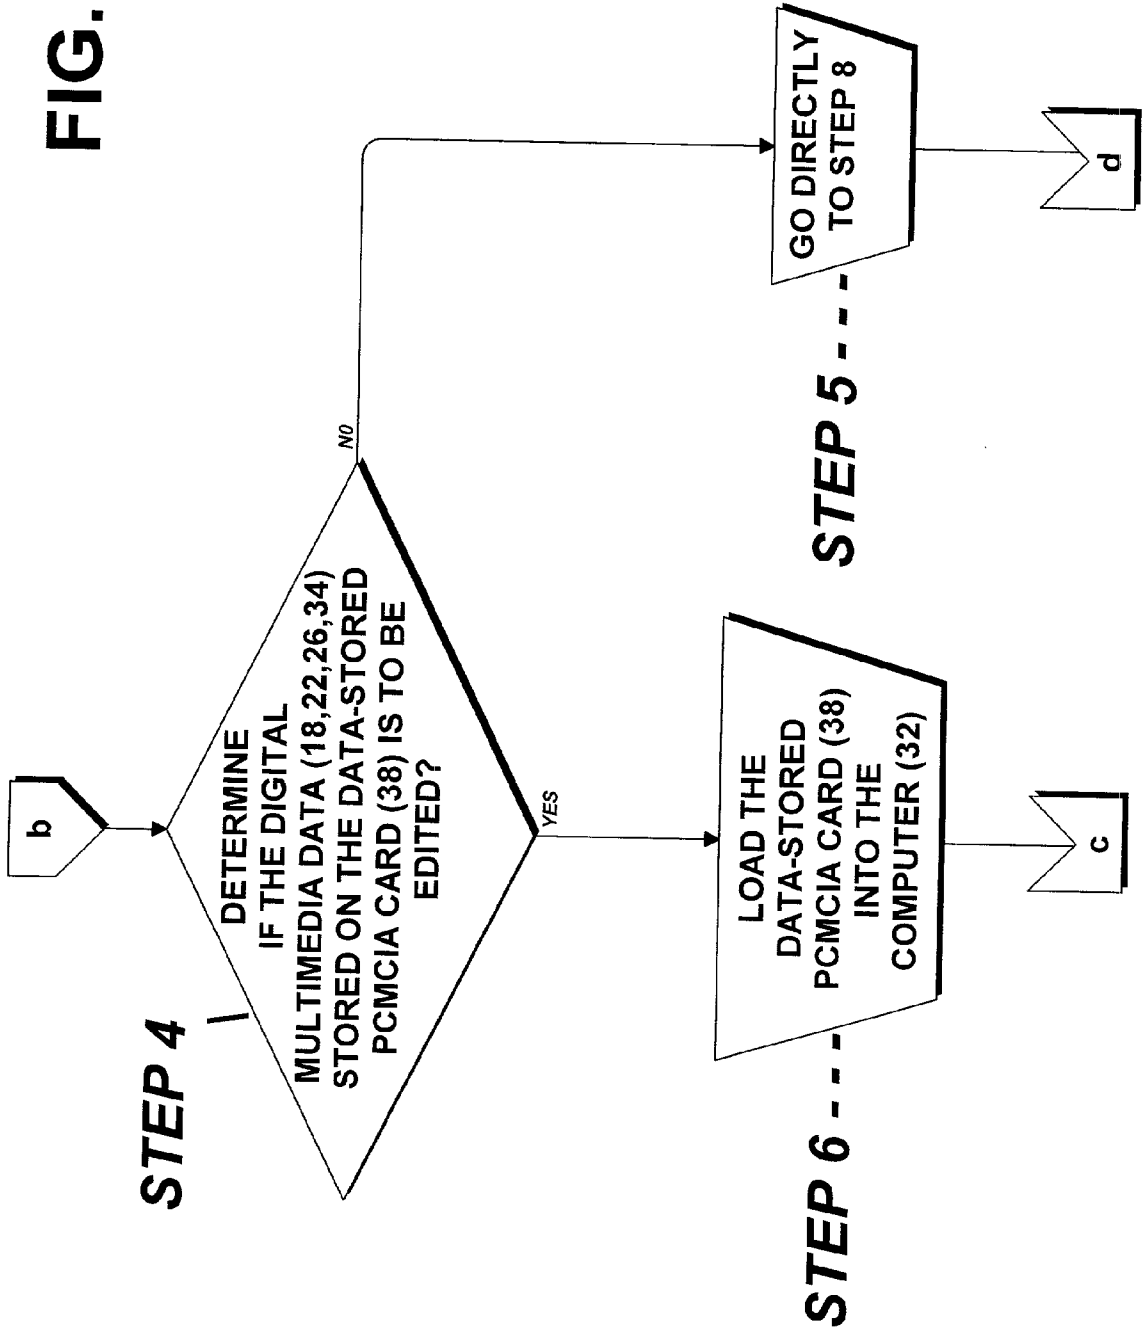 FIG.
b
STEP 4
DETERMINE
IF THE DIGITAL
MULTIMEDIA DATA (18,22,26,34)
STORED ON THE DATA-STORED
PCMCIA CARD (38) IS TO BE
EDITED?
NO
YES
STEP 6 - - -
LOAD THE
DATA-STORED
PCMCIA CARD (38)
INTO THE
COMPUTER (32)
STEP 5 - - -
GO DIRECTLY
TO STEP 8
c
d